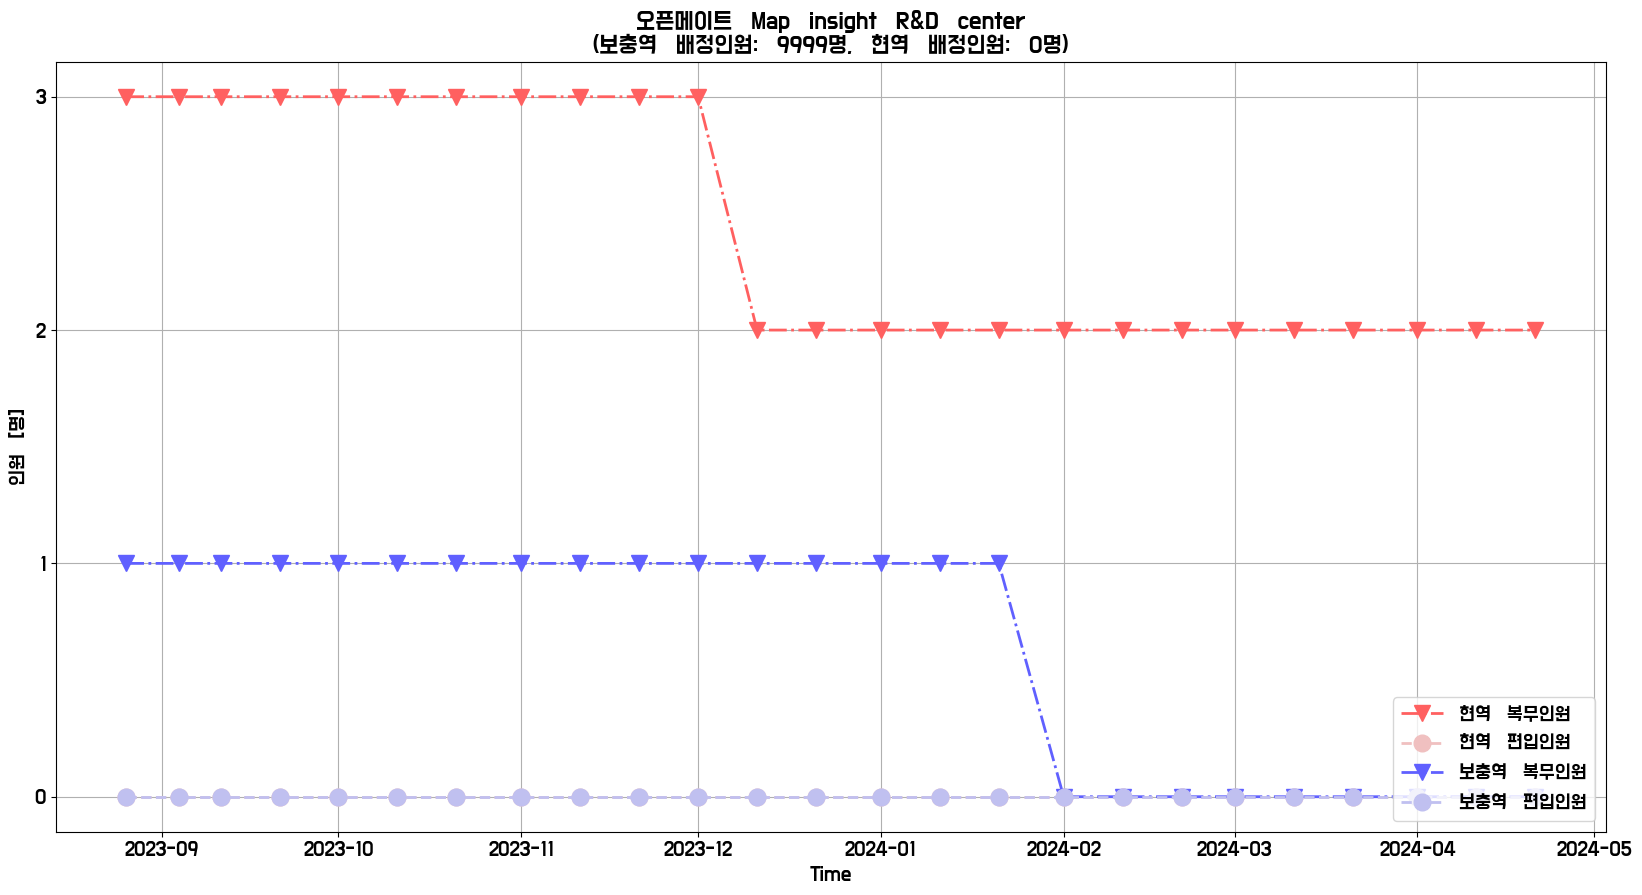 오픈메이트 Map insight R&D center
(보충역 배정인원: 9999명, 현역 배정인원: 0명)
3
2
1
0
인원 [명]
2023-09 2023-10 2023-11 2023-12 2024-01 2024-02 2024-03 2024-04 2024-05
Time
현역 복무인원
현역 편입인원
보충역 복무인원
보충역 편입인원